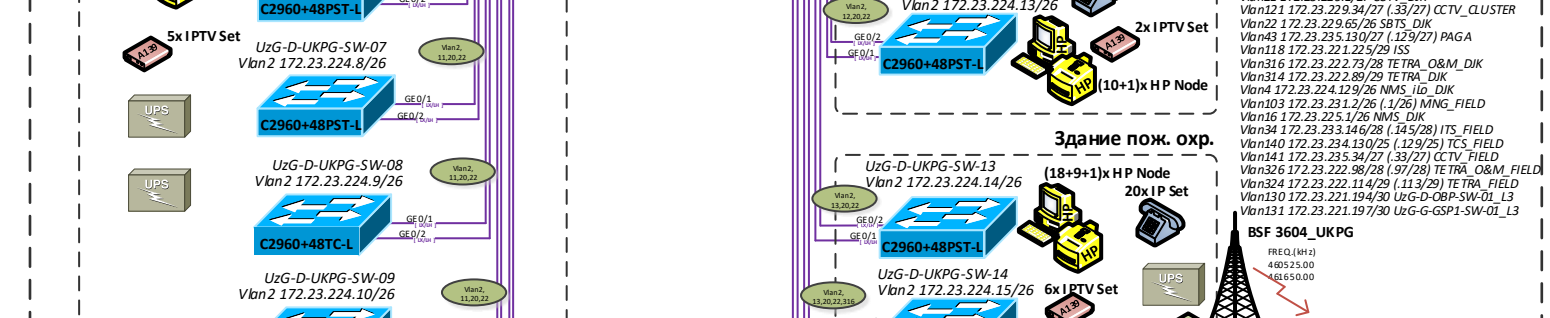 C2960+48PST-L
GE0/2
5x IPTV Set
A139
UzG-D-UKPG-SW-07
Vlan2 172.23.224.8/26
Vlan2,
11,20,22
UPS
C2960+48PST-L
GE0/1
GE0/2
UPS
UzG-D-UKPG-SW-08
Vlan2 172.23.224.9/26
Vlan2,
11,20,22
C2960+48TC-L
GE0/1
GE0/2
UzG-D-UKPG-SW-09
Vlan2 172.23.224.10/26
Vlan2,
11,20,22
Vlan2,
12,20,22
Vlan2 172.23.224.13/26
GE0/2
GE0/1
C2960+48PST-L
2x IPTV Set
A139
HP
HP
(10+1)x HP Node
Здание пож. охр.
UzG-D-UKPG-SW-13
Vlan2 172.23.224.14/26
Vlan2,
13,20,22
GE0/2
GE0/1
C2960+48PST-L
(18+9+1)x HP Node
20x IP Set
HP
HP
UzG-D-UKPG-SW-14
Vlan2 172.23.224.15/26
Vlan2,
13,20,22,316
6x IPTV Set
A139
UPS
Vlan121 172.23.229.34/27 (.33/27) CCTV_CLUSTER
Vlan22 172.23.229.65/26 SBTS_DJK
Vlan43 172.23.235.130/27 (.129/27) PAGA
Vlan118 172.23.221.225/29 ISS
Vlan316 172.23.222.73/28 TETRA_O&M_DJK
Vlan314 172.23.222.89/29 TETRA_DJK
Vlan4 172.23.224.129/26 NMS_iLo_DJK
Vlan103 172.23.231.2/26 (.1/26) MNG_FIELD
Vlan16 172.23.225.1/26 NMS_DJK
Vlan34 172.23.233.146/28 (.145/28) ITS_FIELD
Vlan140 172.23.234.130/25 (.129/25) TCS_FIELD
Vlan141 172.23.235.34/27 (.33/27) CCTV_FIELD
Vlan326 172.23.222.98/28 (.97/28) TETRA_O&M_FIELD
Vlan324 172.23.222.114/29 (.113/29) TETRA_FIELD
Vlan130 172.23.221.194/30 UzG-D-OBP-SW-01_L3
Vlan131 172.23.221.197/30 UzG-G-GSP1-SW-01_L3
BSF 3604_UKPG
FREQ.(kHz)
460525.00
461650.00